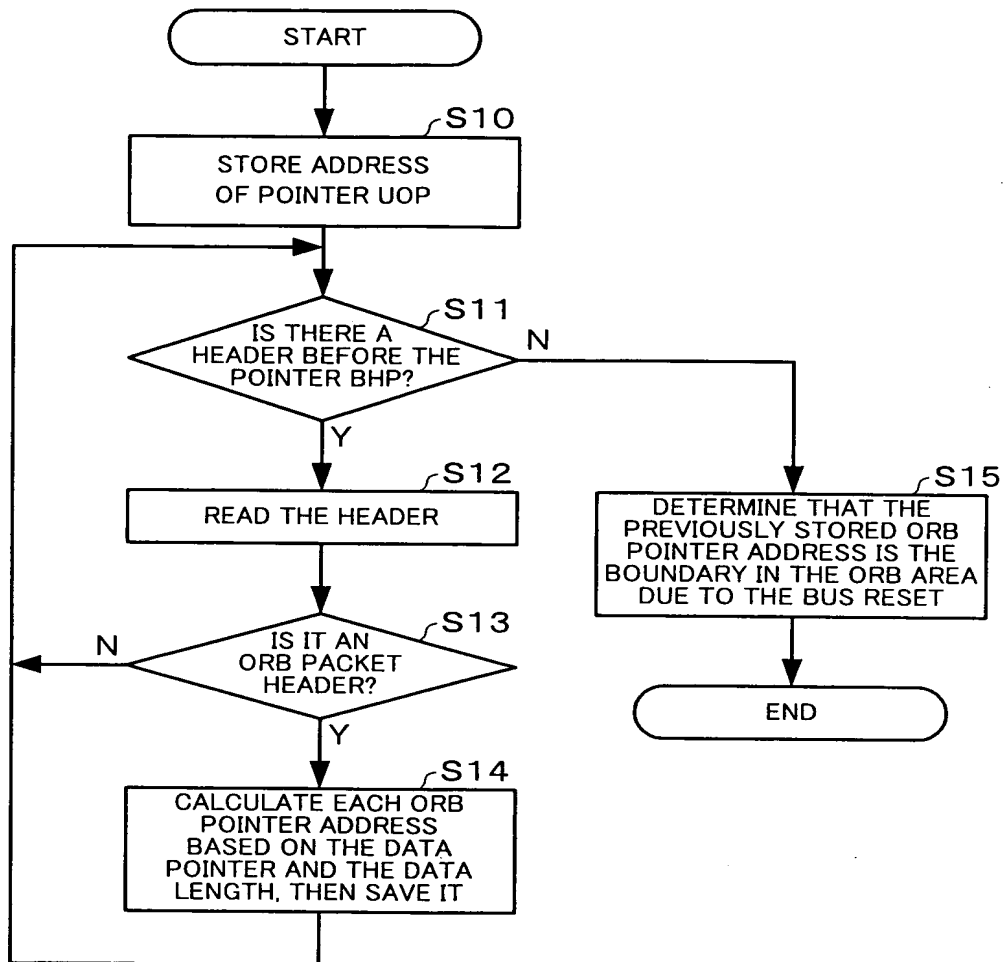 START
S10
STORE ADDRESS
OF POINTER UOP
S11
IS THERE A
HEADER BEFORE THE
POINTER BHP?
N
Y
S12
READ THE HEADER
S15
DETERMINE THAT THE
PREVIOUSLY STORED ORB
POINTER ADDRESS IS THE
BOUNDARY IN THE ORB AREA
DUE TO THE BUS RESET
S13
IS IT AN
ORB PACKET
HEADER?
N
Y
END
S14
CALCULATE EACH ORB
POINTER ADDRESS
BASED ON THE DATA
POINTER AND THE DATA
LENGTH, THEN SAVE IT